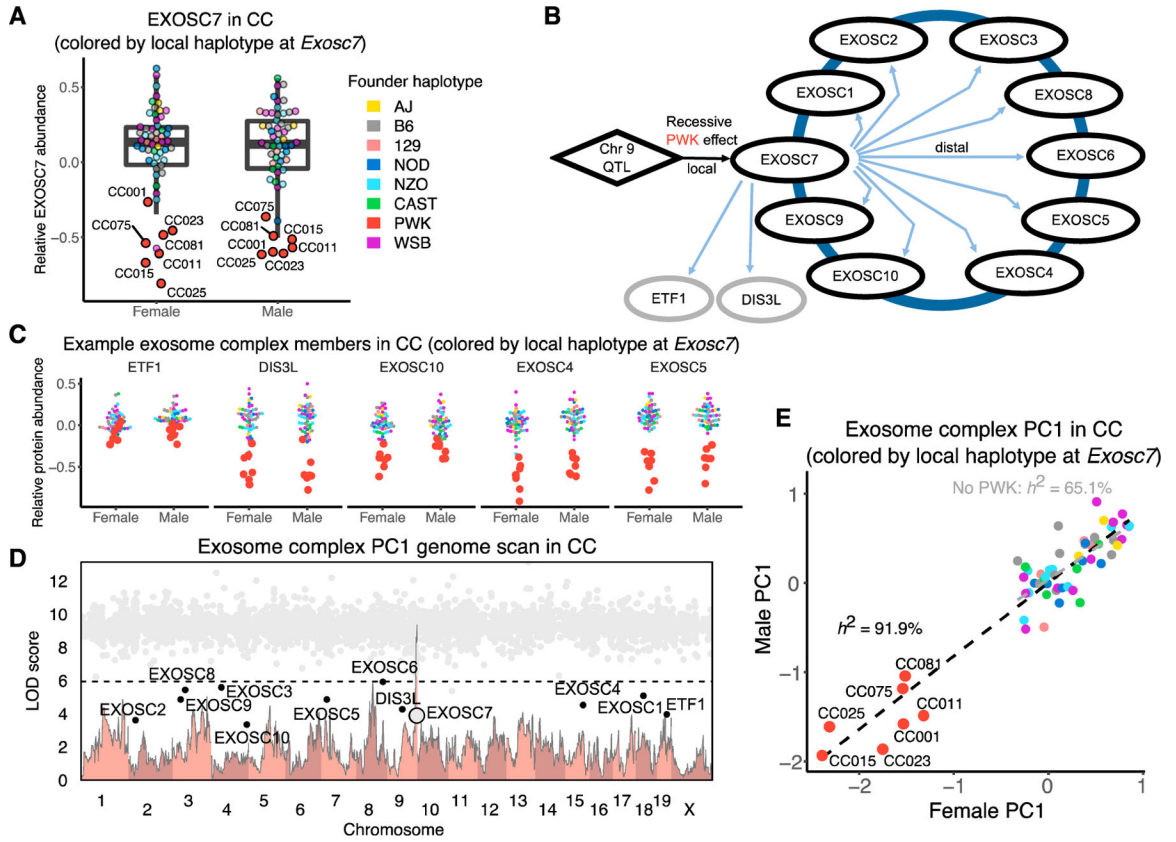 A
EXOSC7 in CC
(colored by local haplotype at Exosc7)
Relative EXOSC7 abundance
0.5
0.0
−0.5
CC001
CC075
CC023
CC081
CC011
CC015
CC025
CC075
CC081
CC015
CC001
CC011
CC025
CC023
Female
Male
Founder haplotype
AJ
B6
129
NOD
NZO
CAST
PWK
WSB
B
Chr 9
QTL
Recessive
PWK effect
local
EXOSC7
distal
EXOSC2
EXOSC3
EXOSC1
EXOSC8
EXOSC6
EXOSC9
EXOSC5
EXOSC10
EXOSC4
ETF1
DIS3L
C
Example exosome complex members in CC (colored by local haplotype at Exosc7)
ETF1
DIS3L
EXOSC10
EXOSC4
EXOSC5
Relative protein abundance
0.5
0.0
−0.5
Female
Male
Female
Male
Female
Male
Female
Male
Female
Male
D
Exosome complex PC1 genome scan in CC
LOD score
12
10
8
6
4
2
0
EXOSC2
EXOSC8
EXOSC9
EXOSC3
EXOSC10
EXOSC5
EXOSC6
DIS3L
EXOSC7
EXOSC4
EXOSC1
ETF1
1
2
3
4
5
6
7
8
9
10
11
12
13
14
15
16
17
18
19
X
Chromosome
E
Exosome complex PC1 in CC
(colored by local haplotype at Exosc7)
No PWK: h² = 65.1%
h² = 91.9%
Male PC1
1
0
−1
−2
CC081
CC075
CC025
CC011
CC001
CC015
CC023
−2
−1
0
1
Female PC1